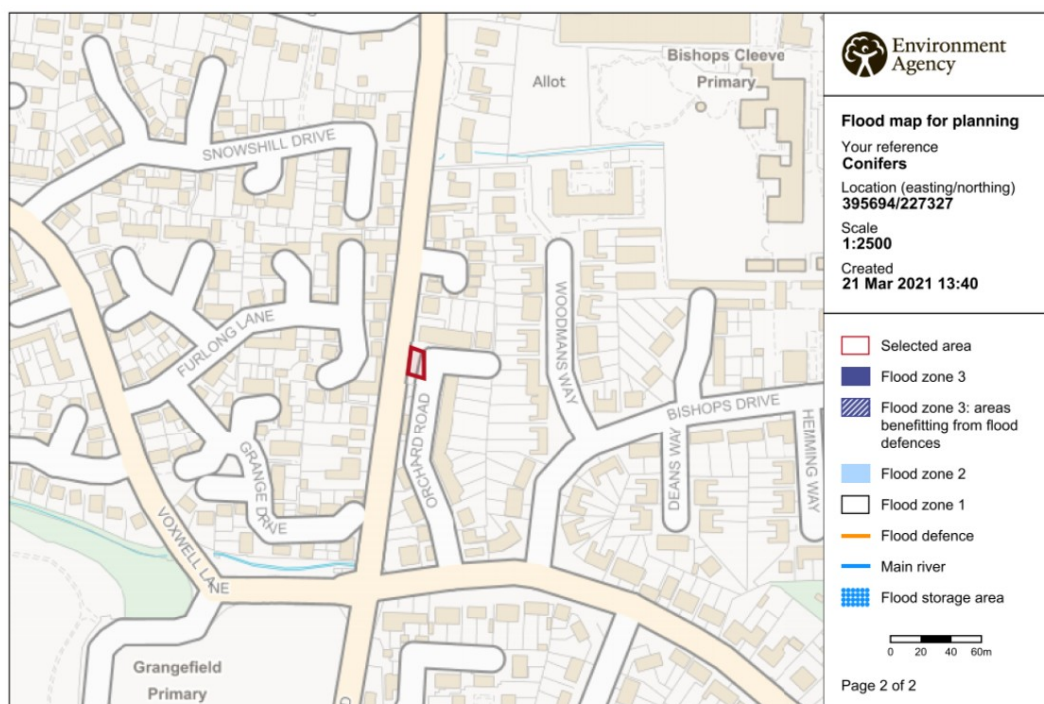 Bishops Cleeve
Primary
Allot
SNOWSHILL DRIVE
FURLONG LANE
WOODMANS WAY
BISHOPS DRIVE
ORCHARD ROAD
DEANS WAY
HEMMING WAY
GRANGE DRIVE
VOXWELL LANE
Grangefield
Primary
Environment
Agency
Flood map for planning
Your reference
Conifers
Location (easting/northing)
395694/227327
Scale
1:2500
Created
21 Mar 2021 13:40
Selected area
Flood zone 3
Flood zone 3: areas
benefitting from flood
defences
Flood zone 2
Flood zone 1
Flood defence
Main river
Flood storage area
0 20 40 60m
Page 2 of 2